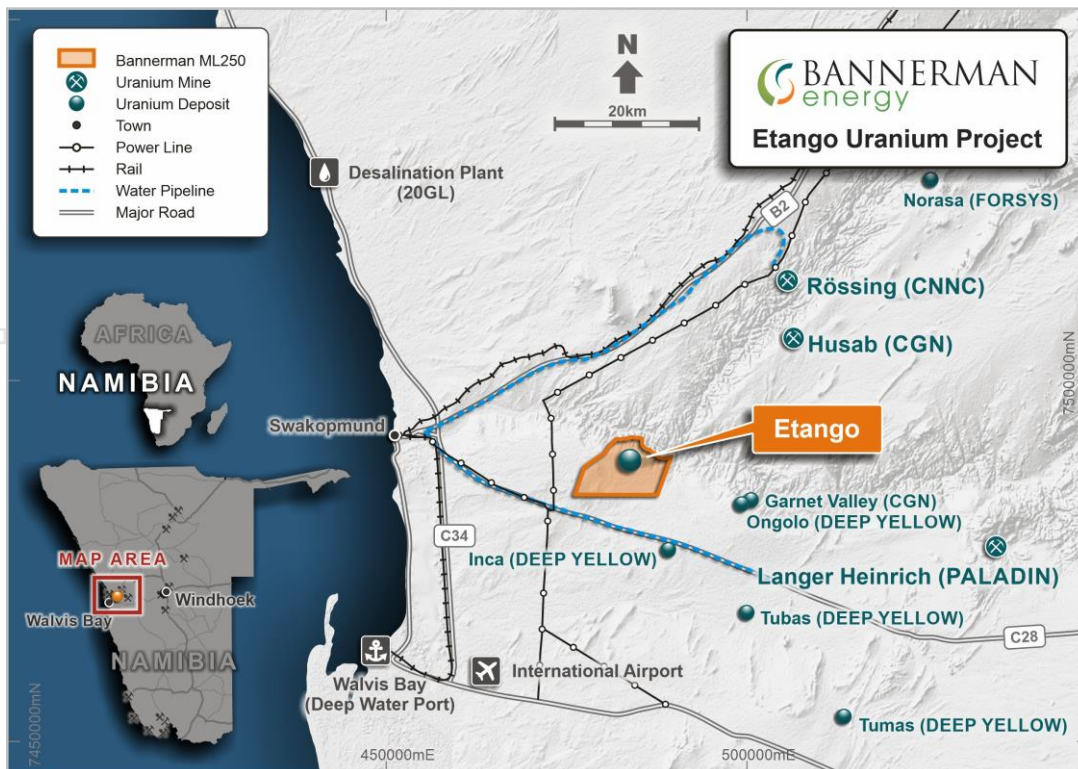 Bannerman ML250
Uranium Mine
Uranium Deposit
Town
Power Line
Rail
Water Pipeline
Major Road
N
20km
BANNERMAN
energy
Etango Uranium Project
Desalination Plant
(20GL)
B2
Norasa (FORSYS)
Rössing (CNNC)
Husab (CGN)
7500000mN
AFRICA
NAMIBIA
Swakopmund
Etango
Garnet Valley (CGN)
Ongolo (DEEP YELLOW)
C34
Inca (DEEP YELLOW)
Langer Heinrich (PALADIN)
MAP AREA
Windhoek
Walvis Bay
NAMIBIA
Tubas (DEEP YELLOW)
C28
International Airport
Walvis Bay
(Deep Water Port)
Tumas (DEEP YELLOW)
7450000mN
450000mE
500000mE